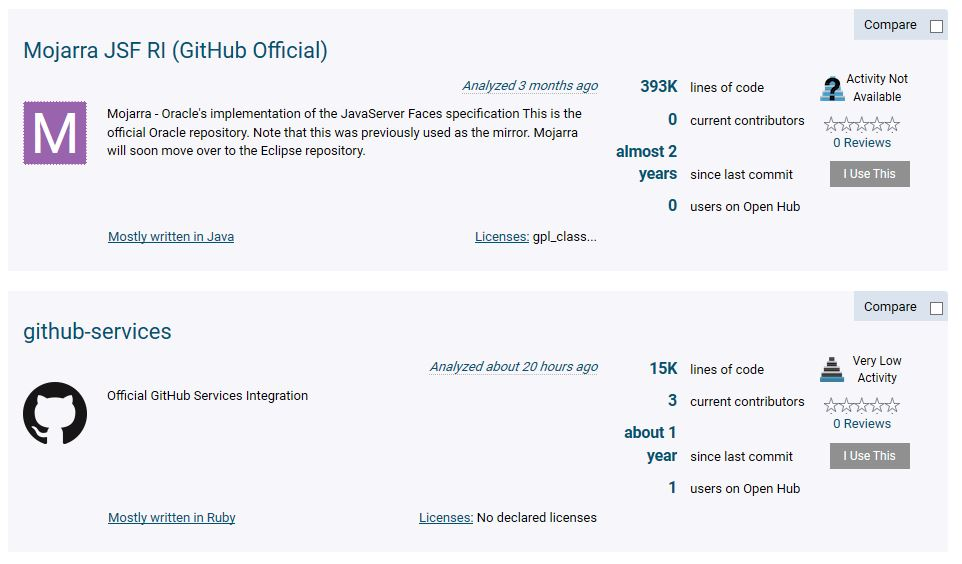 Compare
Mojarra JSF RI (GitHub Official)
Analyzed 3 months ago
M
Mojarra - Oracle's implementation of the JavaServer Faces specification This is the
official Oracle repository. Note that this was previously used as the mirror. Mojarra
will soon move over to the Eclipse repository.
393K lines of code
0 current contributors
almost 2
years since last commit
0 users on Open Hub
?
Activity Not
Available
0 Reviews
I Use This
Mostly written in Java
Licenses: gpl_class...
Compare
github-services
Analyzed about 20 hours ago
Official GitHub Services Integration
15K lines of code
3 current contributors
about 1
year since last commit
1 users on Open Hub
Very Low
Activity
0 Reviews
I Use This
Mostly written in Ruby
Licenses: No declared licenses